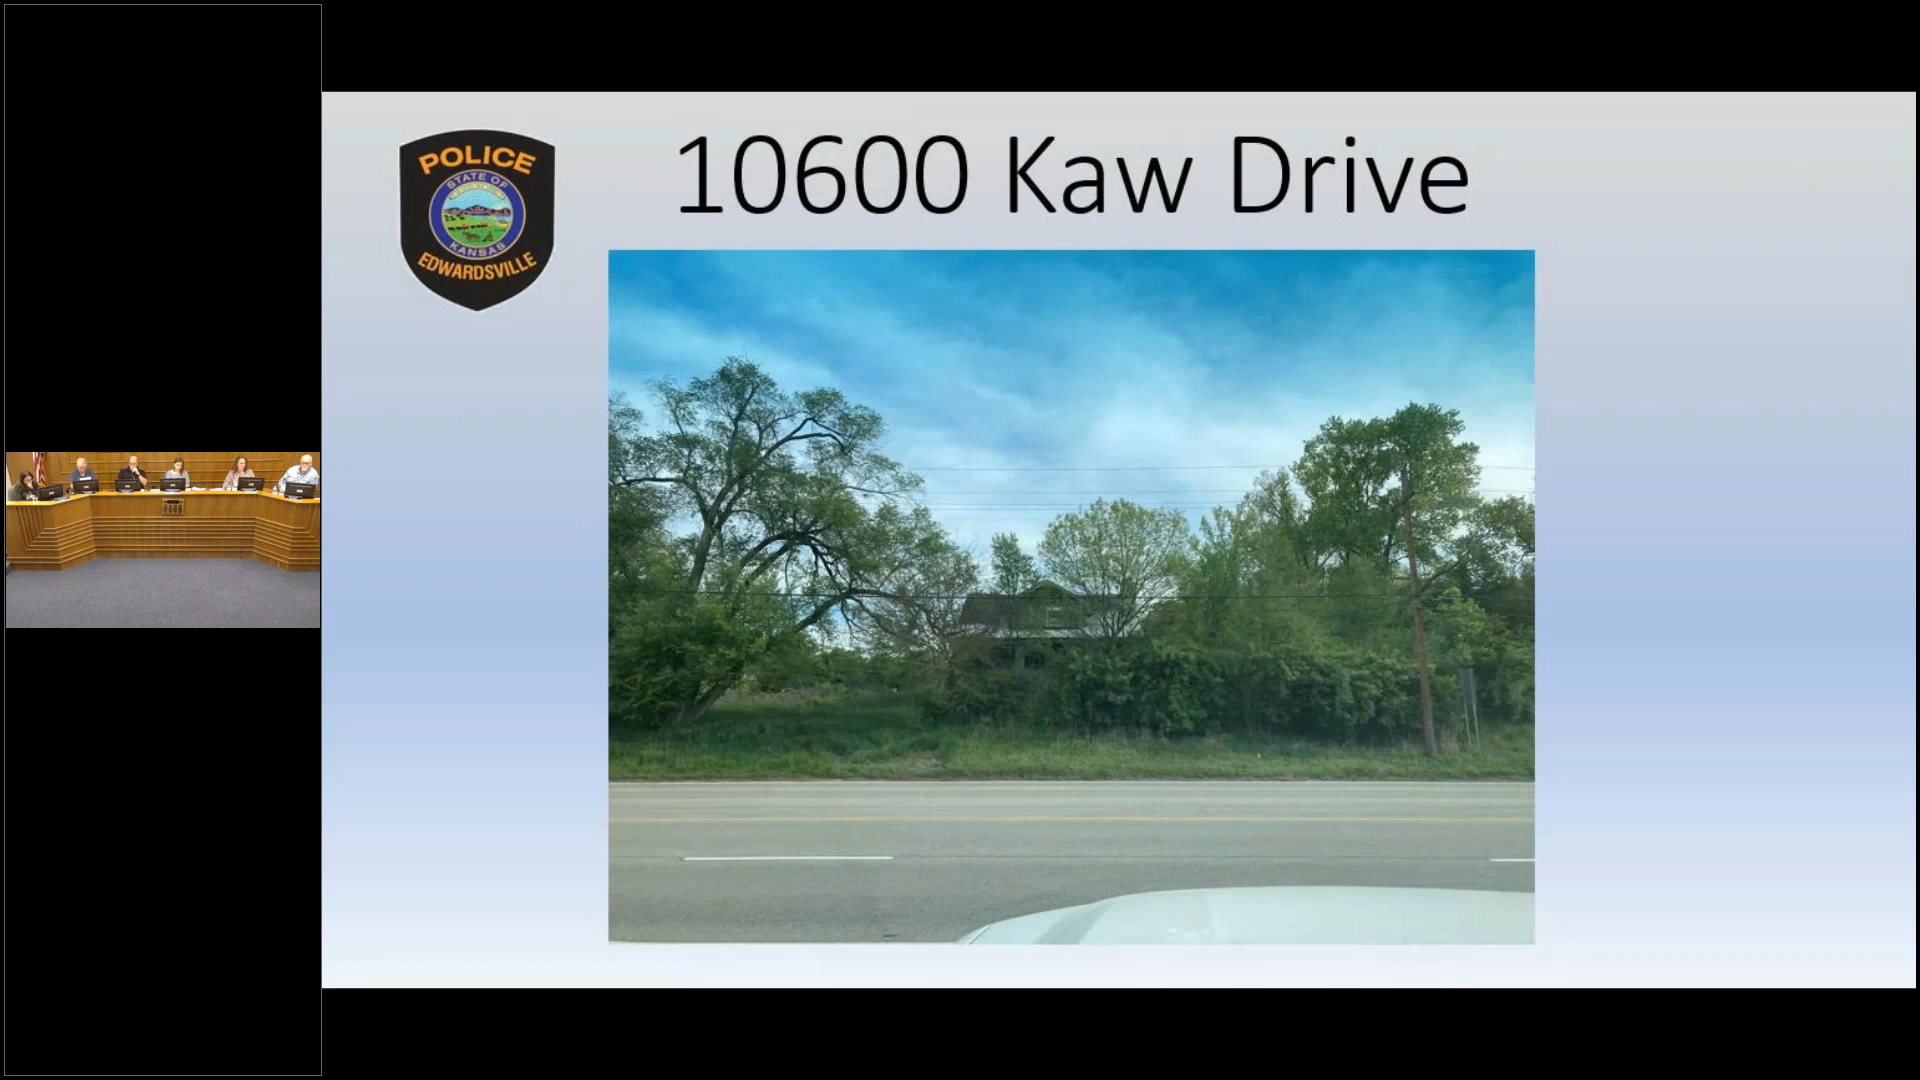 10600 Kaw Drive
POLICE
STATE OF
KANSAS
EDWARDSVILLE